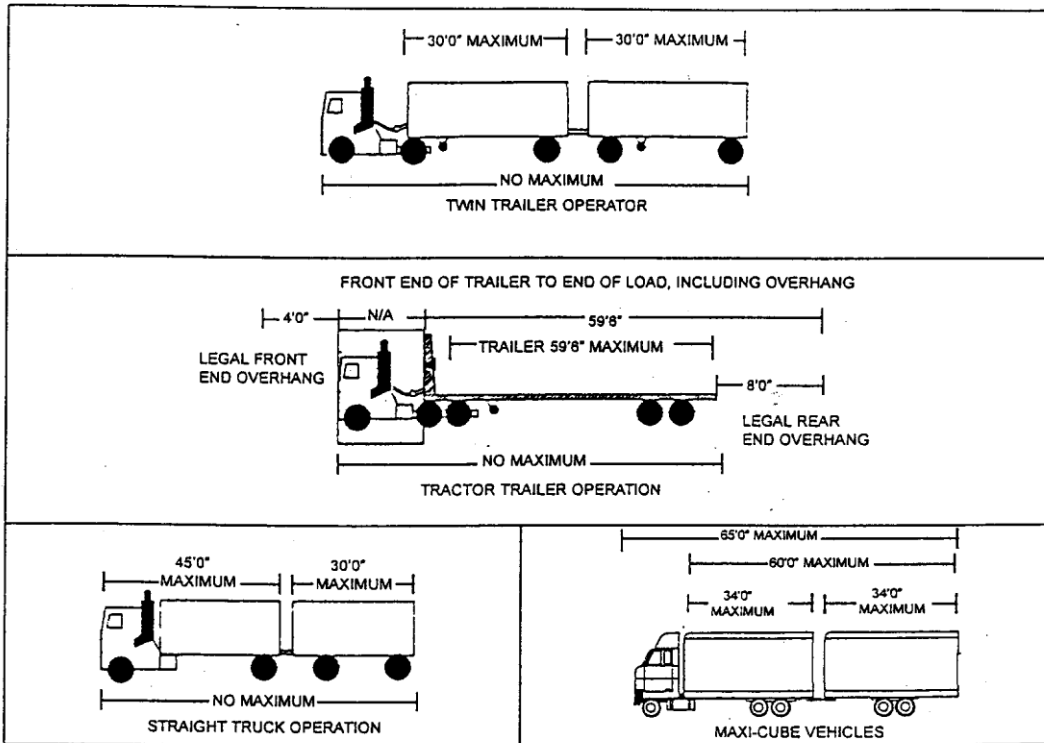 30'0" MAXIMUM 30'0" MAXIMUM
NO MAXIMUM
TWIN TRAILER OPERATOR
FRONT END OF TRAILER TO END OF LOAD, INCLUDING OVERHANG
4'0" N/A 59'6"
TRAILER 59'6" MAXIMUM
LEGAL FRONT
END OVERHANG
8'0"
LEGAL REAR
END OVERHANG
NO MAXIMUM
TRACTOR TRAILER OPERATION
45'0"
MAXIMUM
30'0"
MAXIMUM
NO MAXIMUM
STRAIGHT TRUCK OPERATION
65'0" MAXIMUM
60'0" MAXIMUM
34'0"
MAXIMUM
34'0"
MAXIMUM
MAXI-CUBE VEHICLES